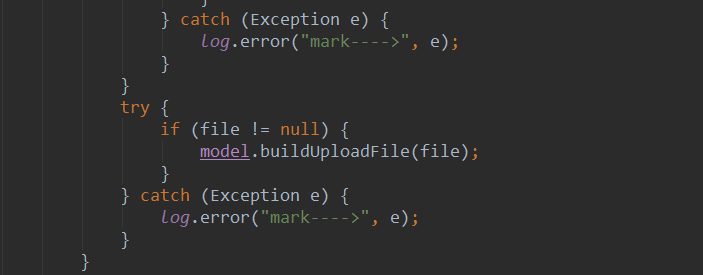 }
} catch (Exception e) {
log.error("mark---->", e);
}
}
try {
if (file != null) {
model.buildUploadFile(file);
}
} catch (Exception e) {
log.error("mark---->", e);
}
}